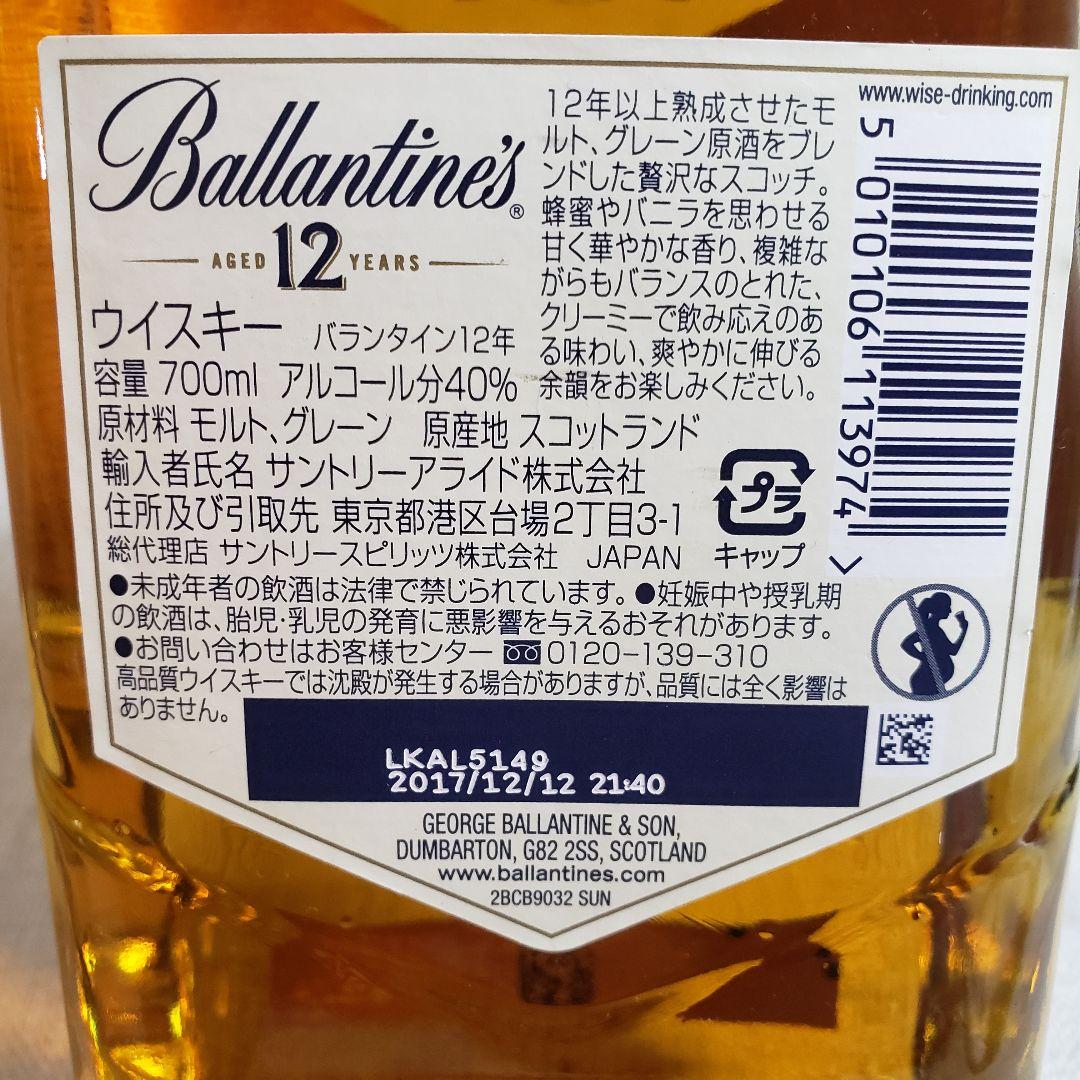 Ballantine's®
AGED 12 YEARS
ウイスキー バランタイン12年
容量 700ml アルコール分40%
原材料 モルト、グレーン 原産地 スコットランド
輸入者氏名 サントリーアライド株式会社
住所及び引取先 東京都港区台場2丁目3-1
総代理店 サントリースピリッツ株式会社 JAPAN
12年以上熟成させたモ
ルト、グレーン原酒をブレ
ンドした贅沢なスコッチ。
蜂蜜やバニラを思わせる
甘く華やかな香り、複雑な
がらもバランスのとれた、
クリーミーで飲み応えのあ
る味わい、爽やかに伸びる
余韻をお楽しみください。
www.wise-drinking.com
5 010106 113974 >
プラ
キャップ
●未成年者の飲酒は法律で禁じられています。●妊娠中や授乳期
の飲酒は、胎児・乳児の発育に悪影響を与えるおそれがあります。
●お問い合わせはお客様センター 0120-139-310
高品質ウイスキーでは沈殿が発生する場合がありますが、品質には全く影響は
ありません。
LKAL5149
2017/12/12 21:40
GEORGE BALLANTINE & SON,
DUMBARTON, G82 2SS, SCOTLAND
www.ballantines.com
2BCB9032 SUN